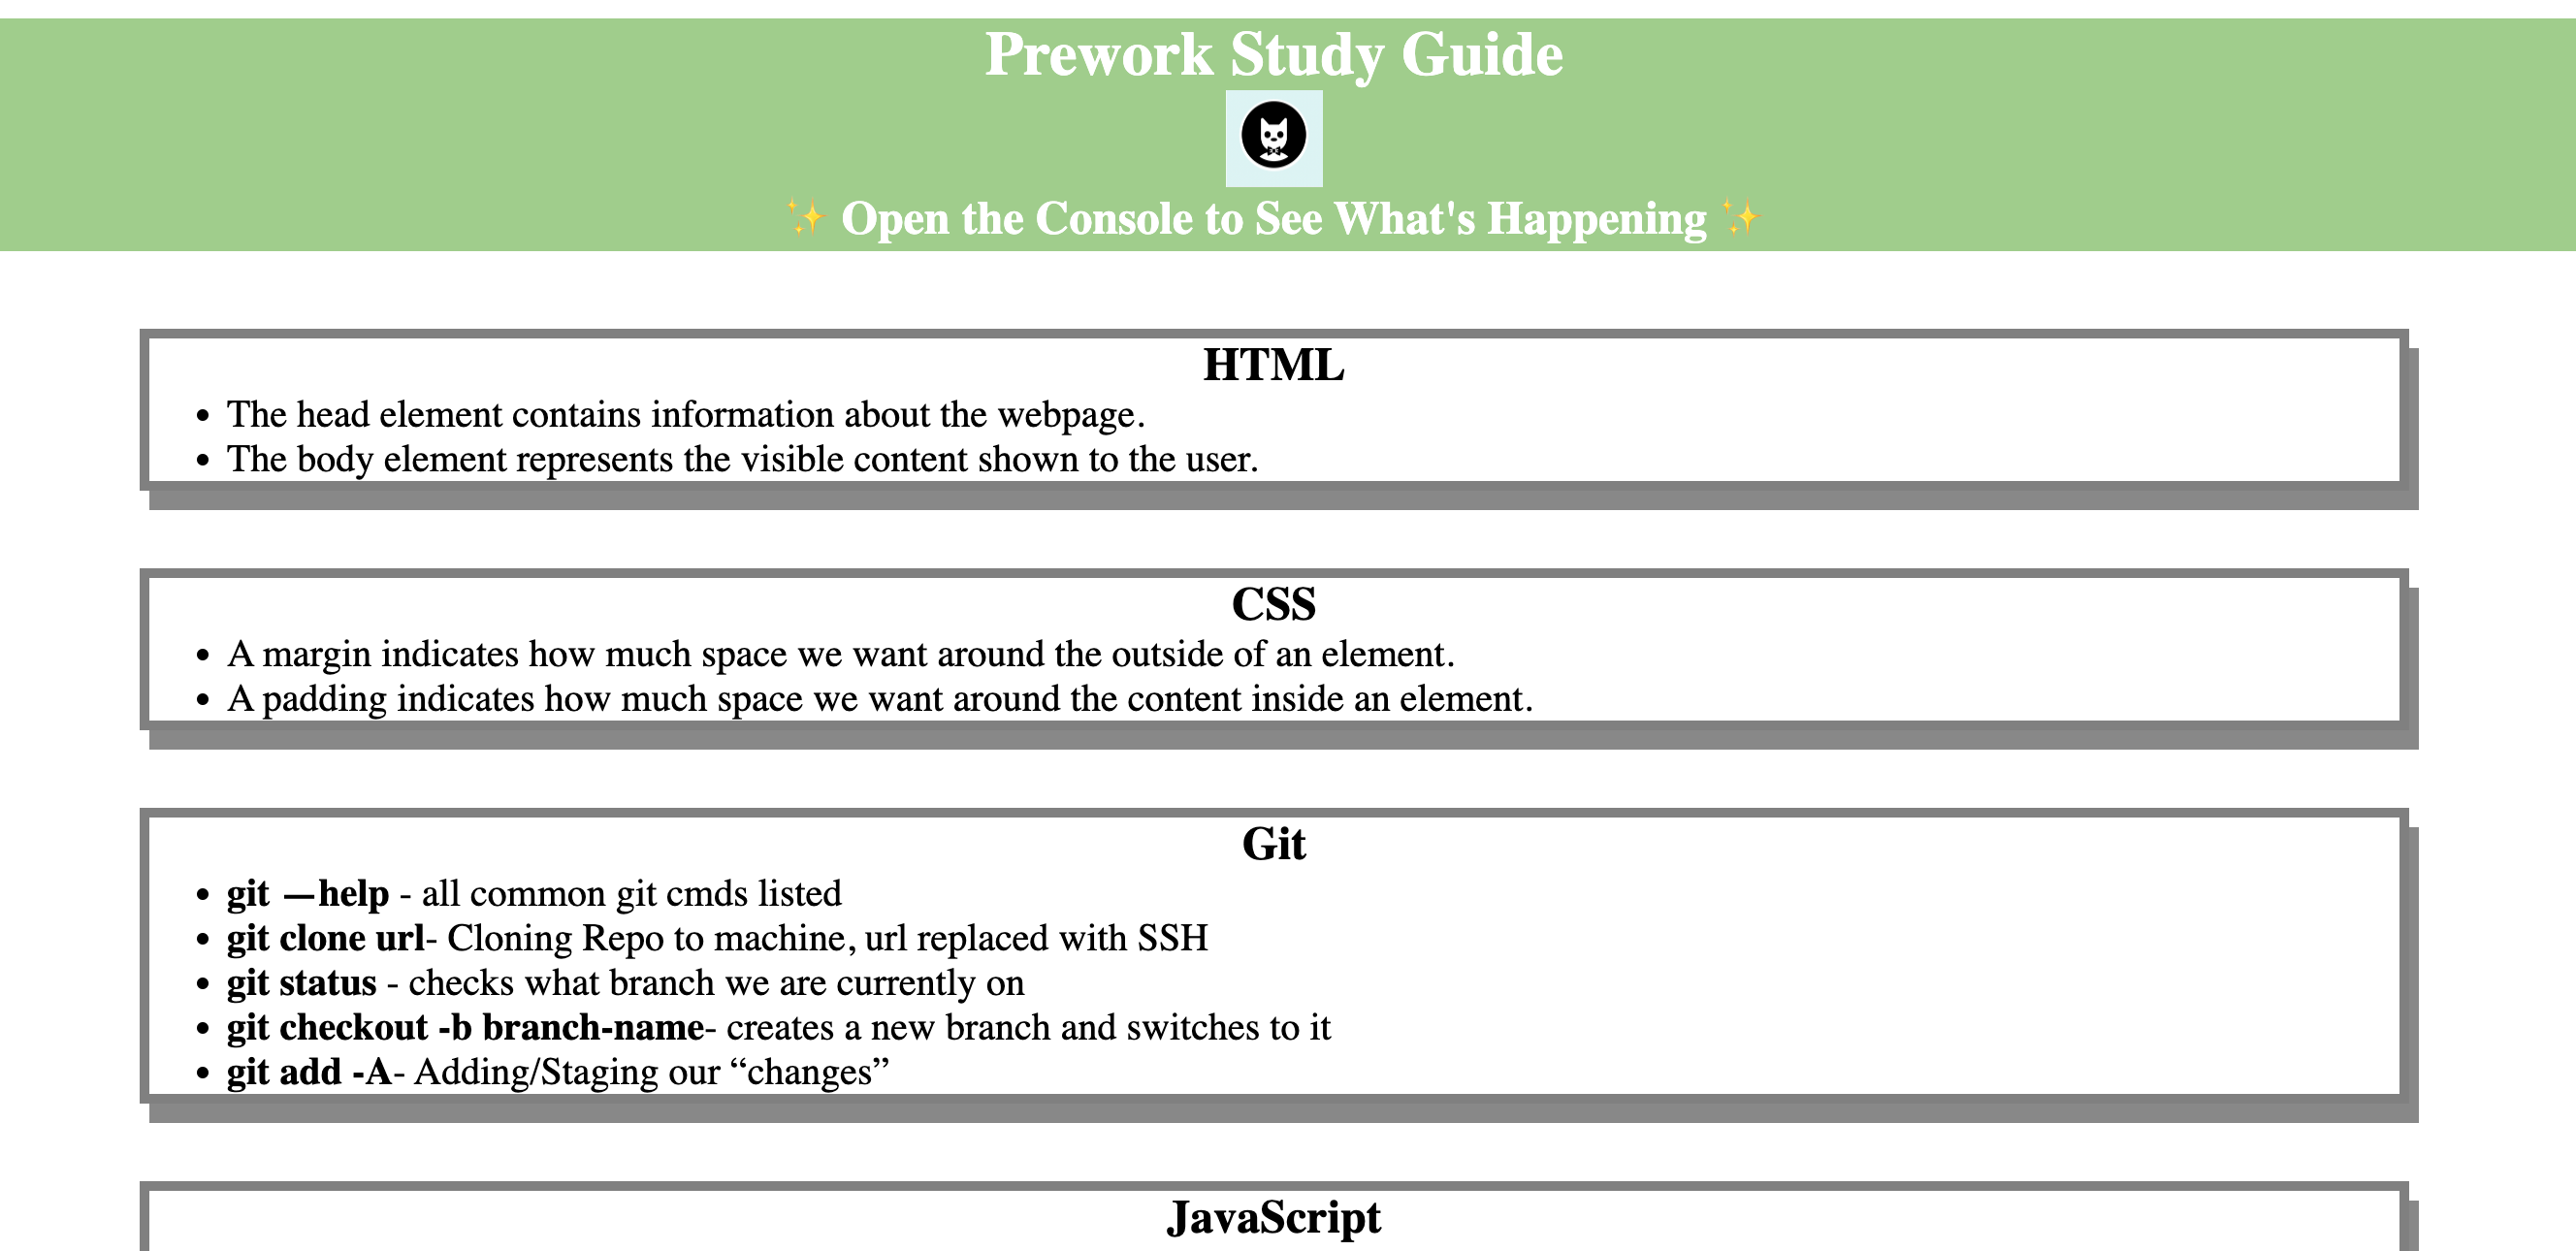 Prework Study Guide
✨ Open the Console to See What's Happening ✨
HTML
• The head element contains information about the webpage.
• The body element represents the visible content shown to the user.
CSS
• A margin indicates how much space we want around the outside of an element.
• A padding indicates how much space we want around the content inside an element.
Git
• git —help - all common git cmds listed
• git clone url- Cloning Repo to machine, url replaced with SSH
• git status - checks what branch we are currently on
• git checkout -b branch-name- creates a new branch and switches to it
• git add -A- Adding/Staging our “changes”
JavaScript